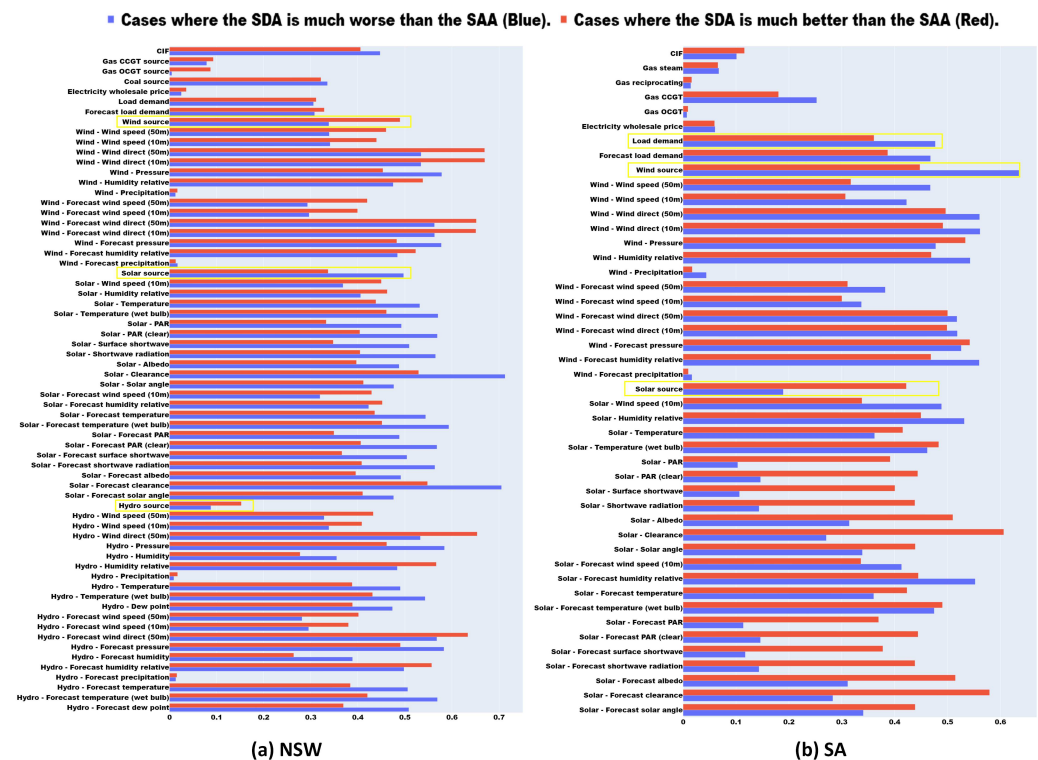 Cases where the SDA is much worse than the SAA (Blue). Cases where the SDA is much better than the SAA (Red).
CIF
Gas CCGT source
Gas OCGT source
Coal source
Electricity wholesale price
Load demand
Forecast load demand
Wind source
Wind - Wind speed (50m)
Wind - Wind speed (10m)
Wind - Wind direct (50m)
Wind - Wind direct (10m)
Wind - Pressure
Wind - Humidity relative
Wind - Precipitation
Wind - Forecast wind speed (50m)
Wind - Forecast wind speed (10m)
Wind - Forecast wind direct (50m)
Wind - Forecast wind direct (10m)
Wind - Forecast pressure
Wind - Forecast humidity relative
Wind - Forecast precipitation
Solar source
Solar - Wind speed (10m)
Solar - Humidity relative
Solar - Temperature
Solar - Temperature (wet bulb)
Solar - PAR
Solar - PAR (clear)
Solar - Surface shortwave
Solar - Shortwave radiation
Solar - Albedo
Solar - Clearance
Solar - Solar angle
Solar - Forecast wind speed (10m)
Solar - Forecast humidity relative
Solar - Forecast temperature
Solar - Forecast temperature (wet bulb)
Solar - Forecast PAR
Solar - Forecast PAR (clear)
Solar - Forecast surface shortwave
Solar - Forecast shortwave radiation
Solar - Forecast albedo
Solar - Forecast clearance
Solar - Forecast solar angle
Hydro source
Hydro - Wind speed (50m)
Hydro - Wind speed (10m)
Hydro - Wind direct (50m)
Hydro - Pressure
Hydro - Humidity
Hydro - Humidity relative
Hydro - Precipitation
Hydro - Temperature
Hydro - Temperature (wet bulb)
Hydro - Dew point
Hydro - Forecast wind speed (50m)
Hydro - Forecast wind speed (10m)
Hydro - Forecast wind direct (50m)
Hydro - Forecast pressure
Hydro - Forecast humidity
Hydro - Forecast humidity relative
Hydro - Forecast precipitation
Hydro - Forecast temperature
Hydro - Forecast temperature (wet bulb)
Hydro - Forecast dew point
0 0.1 0.2 0.3 0.4 0.5 0.6 0.7
(a) NSW
CIF
Gas steam
Gas reciprocating
Gas CCGT
Gas OCGT
Electricity wholesale price
Load demand
Forecast load demand
Wind source
Wind - Wind speed (50m)
Wind - Wind speed (10m)
Wind - Wind direct (50m)
Wind - Wind direct (10m)
Wind - Pressure
Wind - Humidity relative
Wind - Precipitation
Wind - Forecast wind speed (50m)
Wind - Forecast wind speed (10m)
Wind - Forecast wind direct (50m)
Wind - Forecast wind direct (10m)
Wind - Forecast pressure
Wind - Forecast humidity relative
Wind - Forecast precipitation
Solar source
Solar - Wind speed (10m)
Solar - Humidity relative
Solar - Temperature
Solar - Temperature (wet bulb)
Solar - PAR
Solar - PAR (clear)
Solar - Surface shortwave
Solar - Shortwave radiation
Solar - Albedo
Solar - Clearance
Solar - Solar angle
Solar - Forecast wind speed (10m)
Solar - Forecast humidity relative
Solar - Forecast temperature
Solar - Forecast temperature (wet bulb)
Solar - Forecast PAR
Solar - Forecast PAR (clear)
Solar - Forecast surface shortwave
Solar - Forecast shortwave radiation
Solar - Forecast albedo
Solar - Forecast clearance
Solar - Forecast solar angle
0 0.1 0.2 0.3 0.4 0.5 0.6
(b) SA